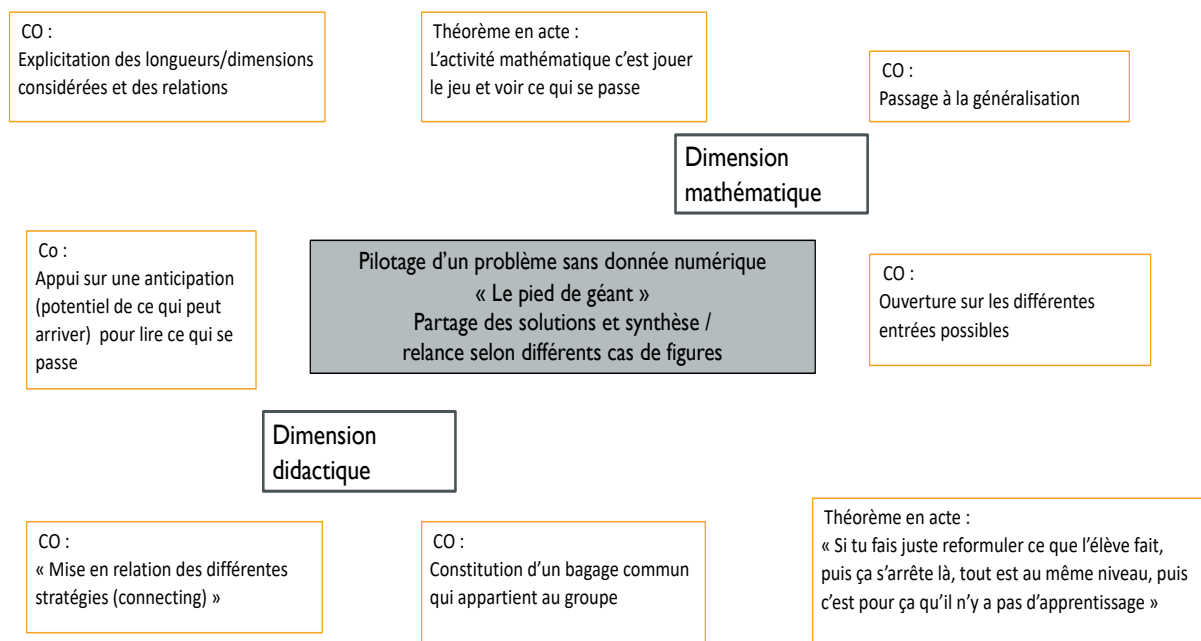 CO :
Explicitation des longueurs/dimensions
considérées et des relations
Théorème en acte :
L’activité mathématique c’est jouer
le jeu et voir ce qui se passe
CO :
Passage à la généralisation
Dimension
mathématique
Co :
Appui sur une anticipation
(potentiel de ce qui peut
arriver) pour lire ce qui se
passe
Pilotage d’un problème sans donnée numérique
« Le pied de géant »
Partage des solutions et synthèse /
relance selon différents cas de figures
CO :
Ouverture sur les différentes
entrées possibles
Dimension
didactique
CO :
« Mise en relation des différentes
stratégies (connecting) »
CO :
Constitution d’un bagage commun
qui appartient au groupe
Théorème en acte :
« Si tu fais juste reformuler ce que l’élève fait,
puis ça s’arrête là, tout est au même niveau, puis
c’est pour ça qu’il n’y a pas d’apprentissage »